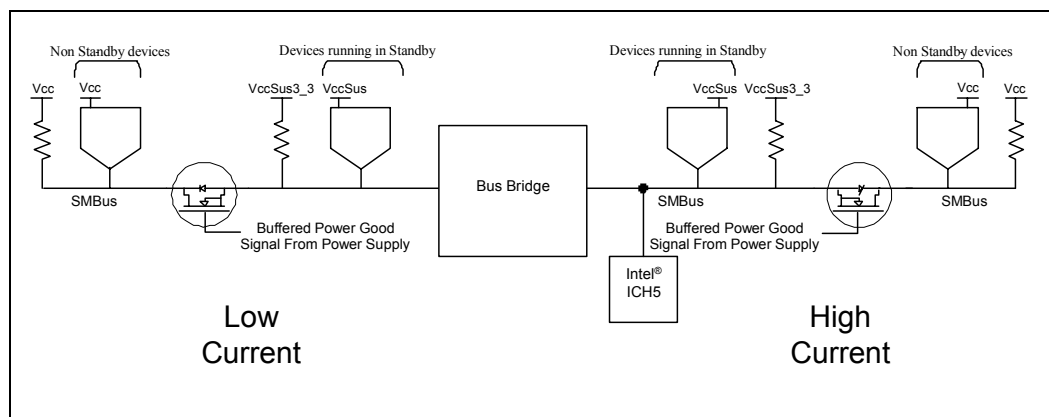 Non Standby devices
Devices running in Standby
Devices running in Standby
Non Standby devices
Vcc
Vcc
VccSus3_3
VccSus
VccSus
VccSus3_3
Vcc
Vcc
Bus Bridge
SMBus
SMBus
SMBus
Buffered Power Good
Signal From Power Supply
Buffered Power Good
Signal From Power Supply
Intel®
ICH5
Low
Current
High
Current